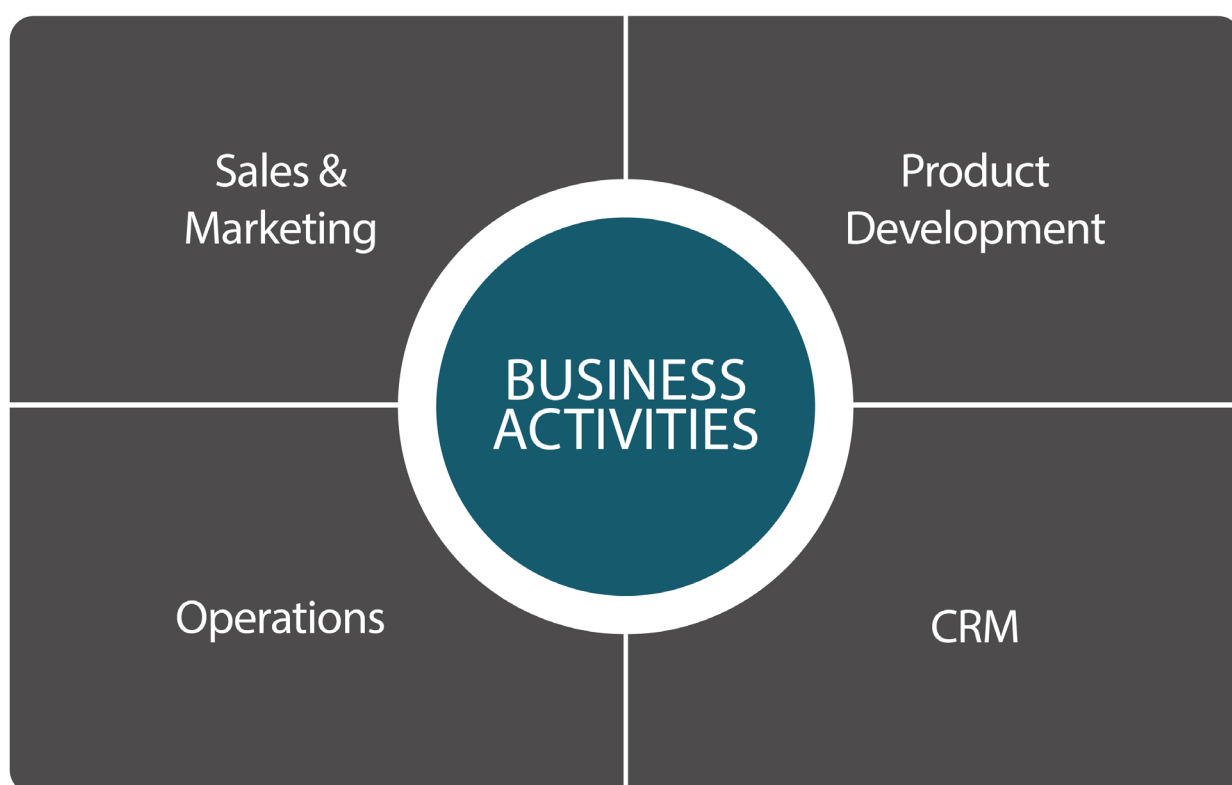 Sales &
Marketing
Product
Development
BUSINESS
ACTIVITIES
Operations
CRM